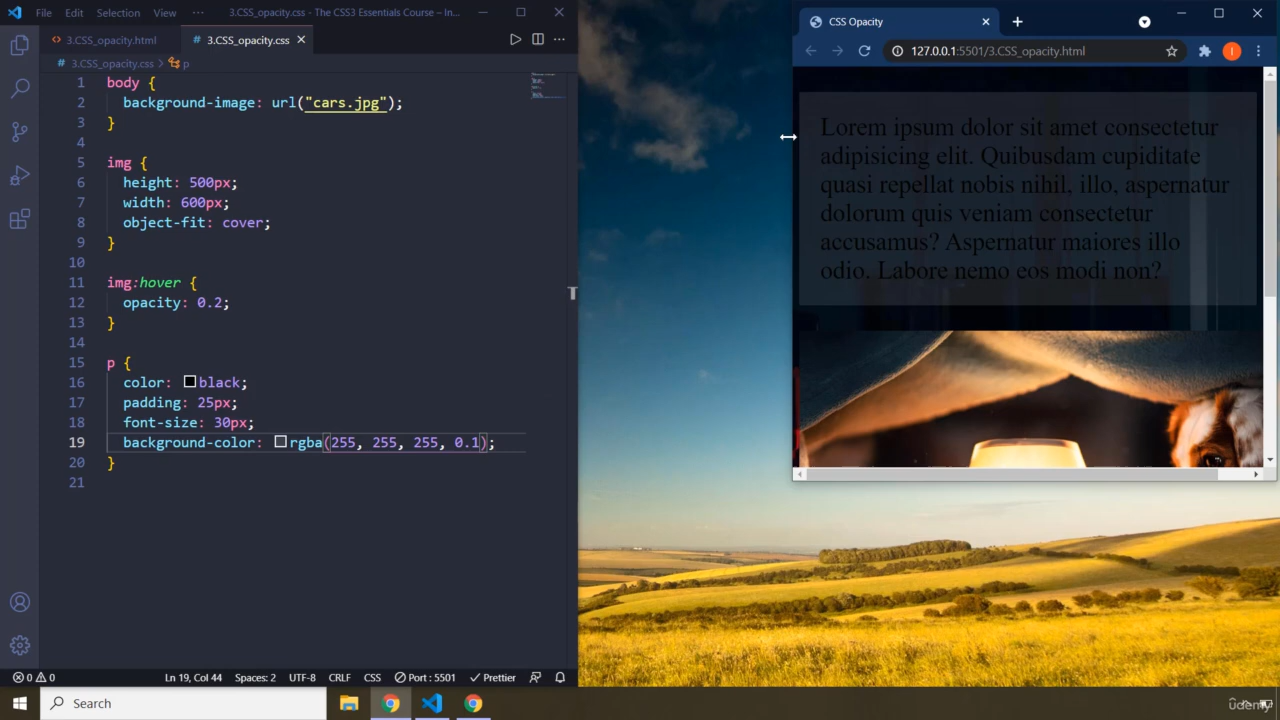 File Edit Selection View ··· 3.CSS_opacity.css - The CSS3 Essentials Course – In...
3.CSS_opacity.html 3.CSS_opacity.css
# 3.CSS_opacity.css > p
1 body {
2 background-image: url("cars.jpg");
3 }
4
5 img {
6 height: 500px;
7 width: 600px;
8 object-fit: cover;
9 }
10
11 img:hover {
12 opacity: 0.2;
13 }
14
15 p {
16 color: black;
17 padding: 25px;
18 font-size: 30px;
19 background-color: rgba(255, 255, 255, 0.1);
20 }
21
0 0 Ln 19, Col 44 Spaces: 2 UTF-8 CRLF CSS Port : 5501 Prettier
CSS Opacity
127.0.0.1:5501/3.CSS_opacity.html
I
Lorem ipsum dolor sit amet consectetur
adipisicing elit. Quibusdam cupiditate
quasi repellat nobis nihil, illo, aspernatur
dolorum quis veniam consectetur
accusamus? Aspernatur maiores illo
odio. Labore nemo eos modi non?
Search
udemy